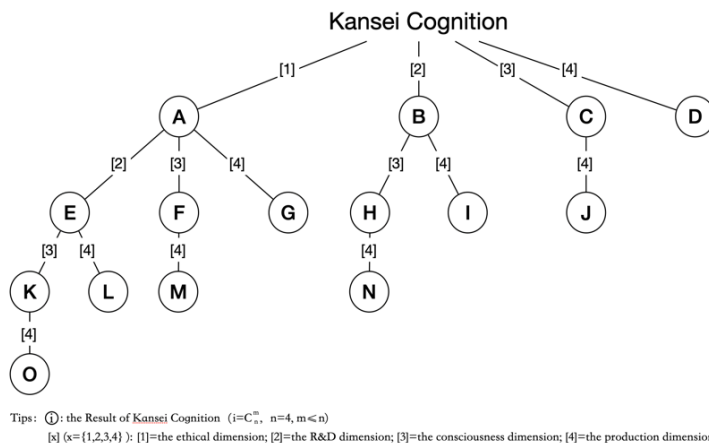 Kansei Cognition
[1] [2] [3] [4]
A B C D
[2] [3] [4] [3] [4] [4]
E F G H I J
[3] [4] [4] [4]
K L M N
[4]
O
Tips: ⓘ: the Result of Kansei Cognition (i=Cₙᵐ, n=4, m⩽n)
[x] (x={1,2,3,4} ): [1]=the ethical dimension; [2]=the R&D dimension; [3]=the consciousness dimension; [4]=the production dimension